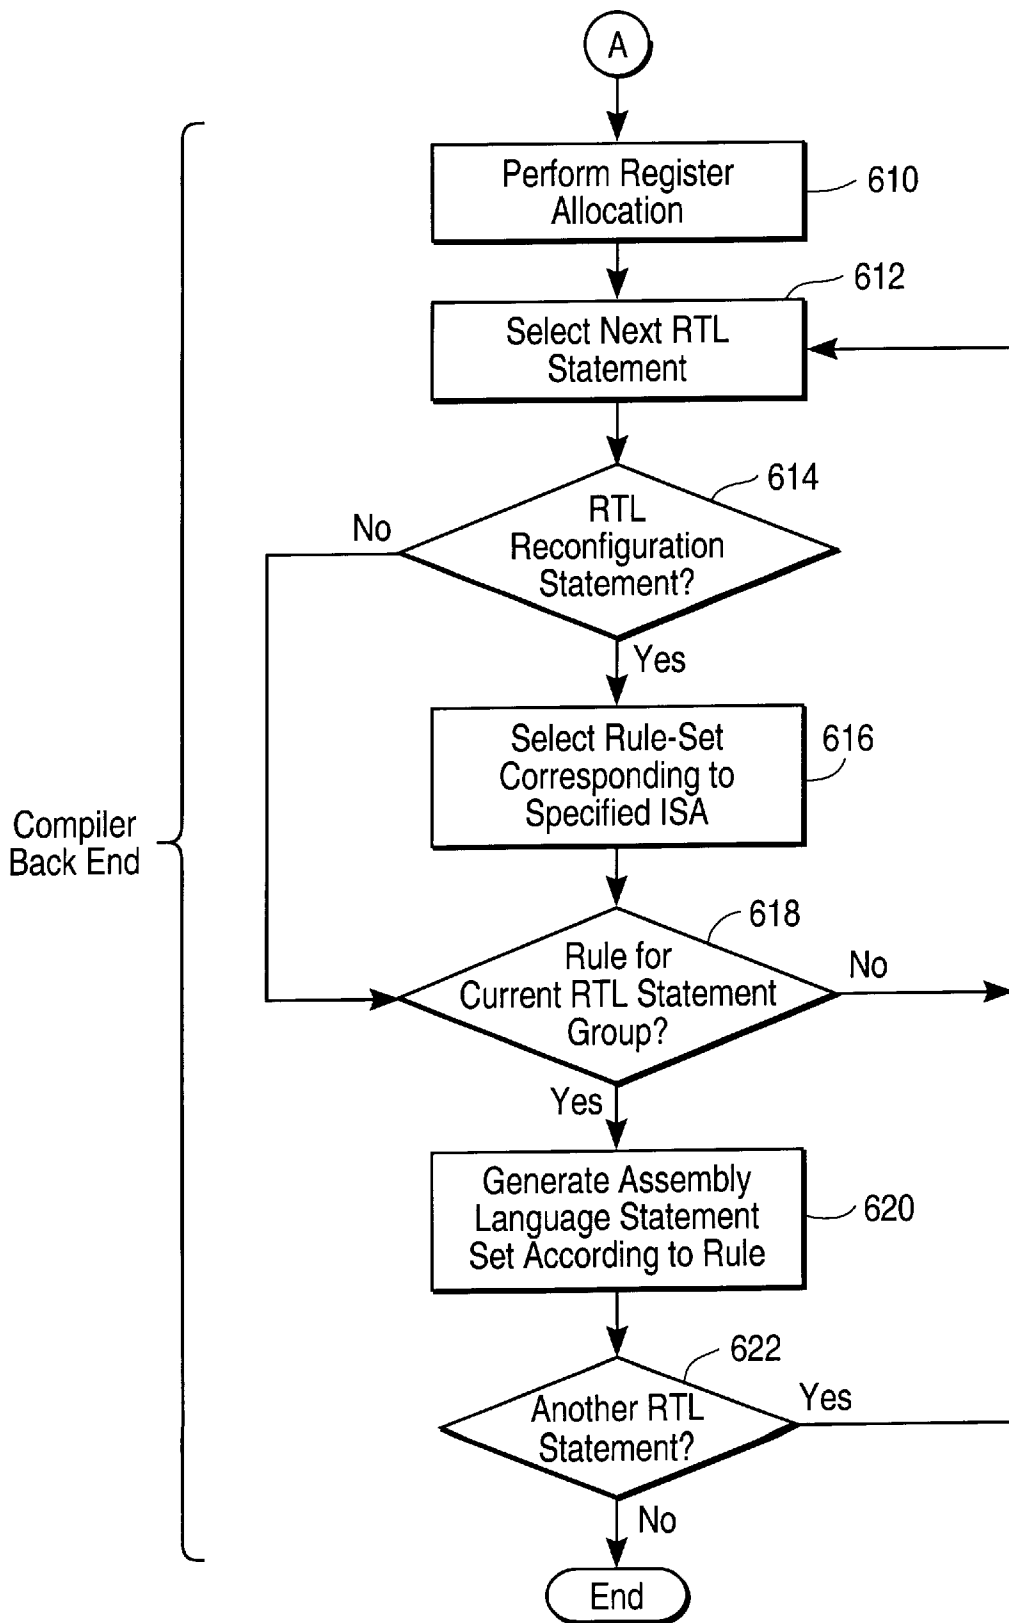 A
Perform Register
Allocation
610
612
Select Next RTL
Statement
614
No
RTL
Reconfiguration
Statement?
Yes
Select Rule-Set
Corresponding to
Specified ISA
616
Compiler
Back End
618
Rule for
Current RTL Statement
Group?
No
Yes
Generate Assembly
Language Statement
Set According to Rule
620
622
Another RTL
Statement?
Yes
No
End